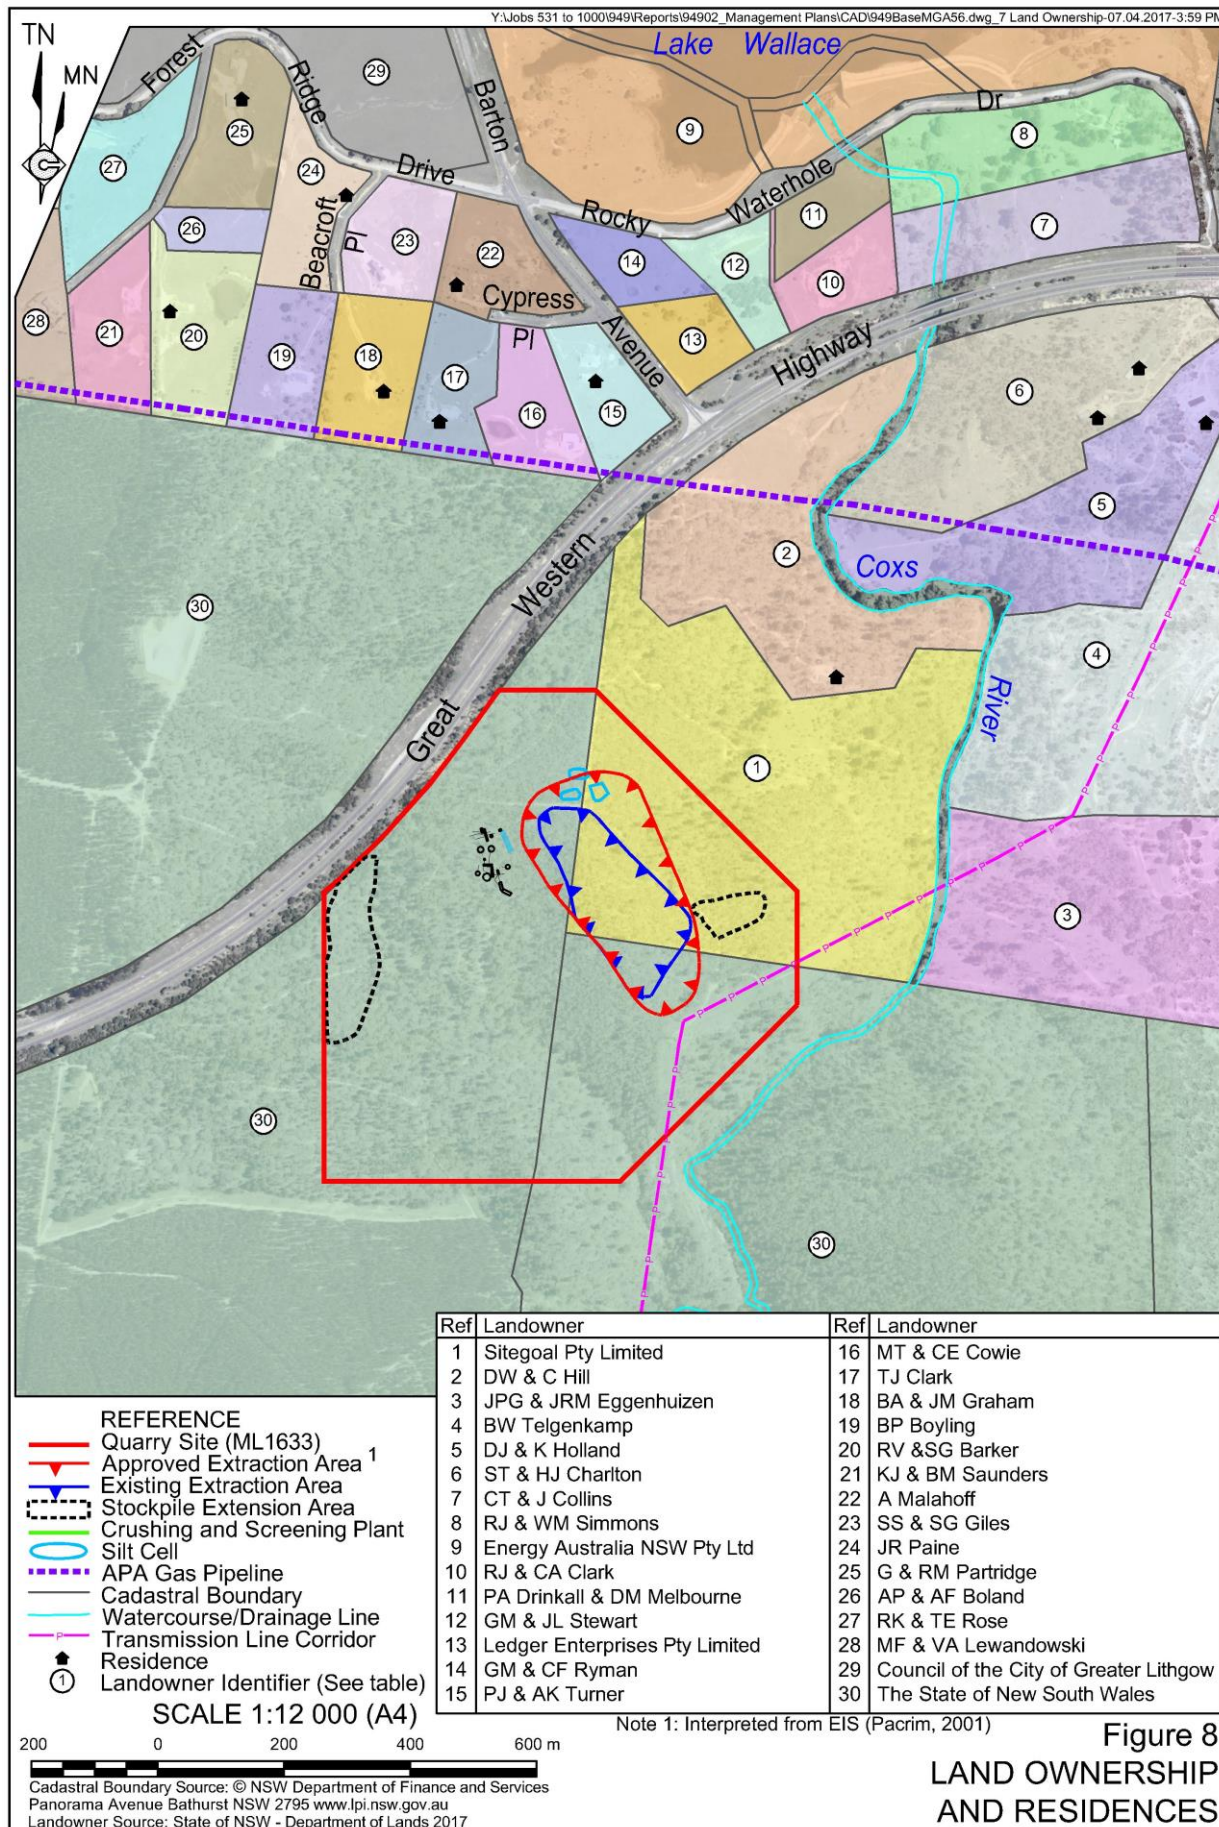 Y:\Jobs 531 to 1000\949\Reports\94902_Management Plans\CAD\949BaseMGA56.dwg_7 Land Ownership-07.04.2017-3:59 PM
TN
MN
Lake Wallace
Forest Ridge Drive
Barton Avenue
Rocky Waterhole Dr
Beacroft Pl
Cypress Pl
Great Western Highway
Coxs River
29
9
8
25
27
24
11
7
26
23
22
14
12
10
28
21
20
19
18
17
16
15
13
6
5
2
30
4
1
3
30
30
P P P P P P P P P P P P P P P
Ref Landowner
1 Sitegoal Pty Limited
2 DW & C Hill
3 JPG & JRM Eggenhuizen
4 BW Telgenkamp
5 DJ & K Holland
6 ST & HJ Charlton
7 CT & J Collins
8 RJ & WM Simmons
9 Energy Australia NSW Pty Ltd
10 RJ & CA Clark
11 PA Drinkall & DM Melbourne
12 GM & JL Stewart
13 Ledger Enterprises Pty Limited
14 GM & CF Ryman
15 PJ & AK Turner
Ref Landowner
16 MT & CE Cowie
17 TJ Clark
18 BA & JM Graham
19 BP Boyling
20 RV &SG Barker
21 KJ & BM Saunders
22 A Malahoff
23 SS & SG Giles
24 JR Paine
25 G & RM Partridge
26 AP & AF Boland
27 RK & TE Rose
28 MF & VA Lewandowski
29 Council of the City of Greater Lithgow
30 The State of New South Wales
REFERENCE
Quarry Site (ML1633)
Approved Extraction Area 1
Existing Extraction Area
Stockpile Extension Area
Crushing and Screening Plant
Silt Cell
APA Gas Pipeline
Cadastral Boundary
Watercourse/Drainage Line
P Transmission Line Corridor
Residence
1 Landowner Identifier (See table)
SCALE 1:12 000 (A4)
200 0 200 400 600 m
Cadastral Boundary Source: © NSW Department of Finance and Services
Panorama Avenue Bathurst NSW 2795 www.lpi.nsw.gov.au
Landowner Source: State of NSW - Department of Lands 2017
Note 1: Interpreted from EIS (Pacrim, 2001)
Figure 8
LAND OWNERSHIP
AND RESIDENCES